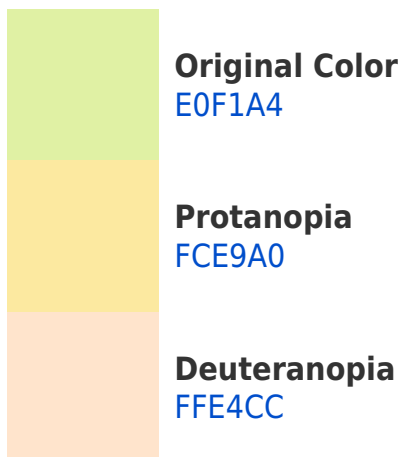 Original Color
E0F1A4
Protanopia
FCE9A0
Deuteranopia
FFE4CC